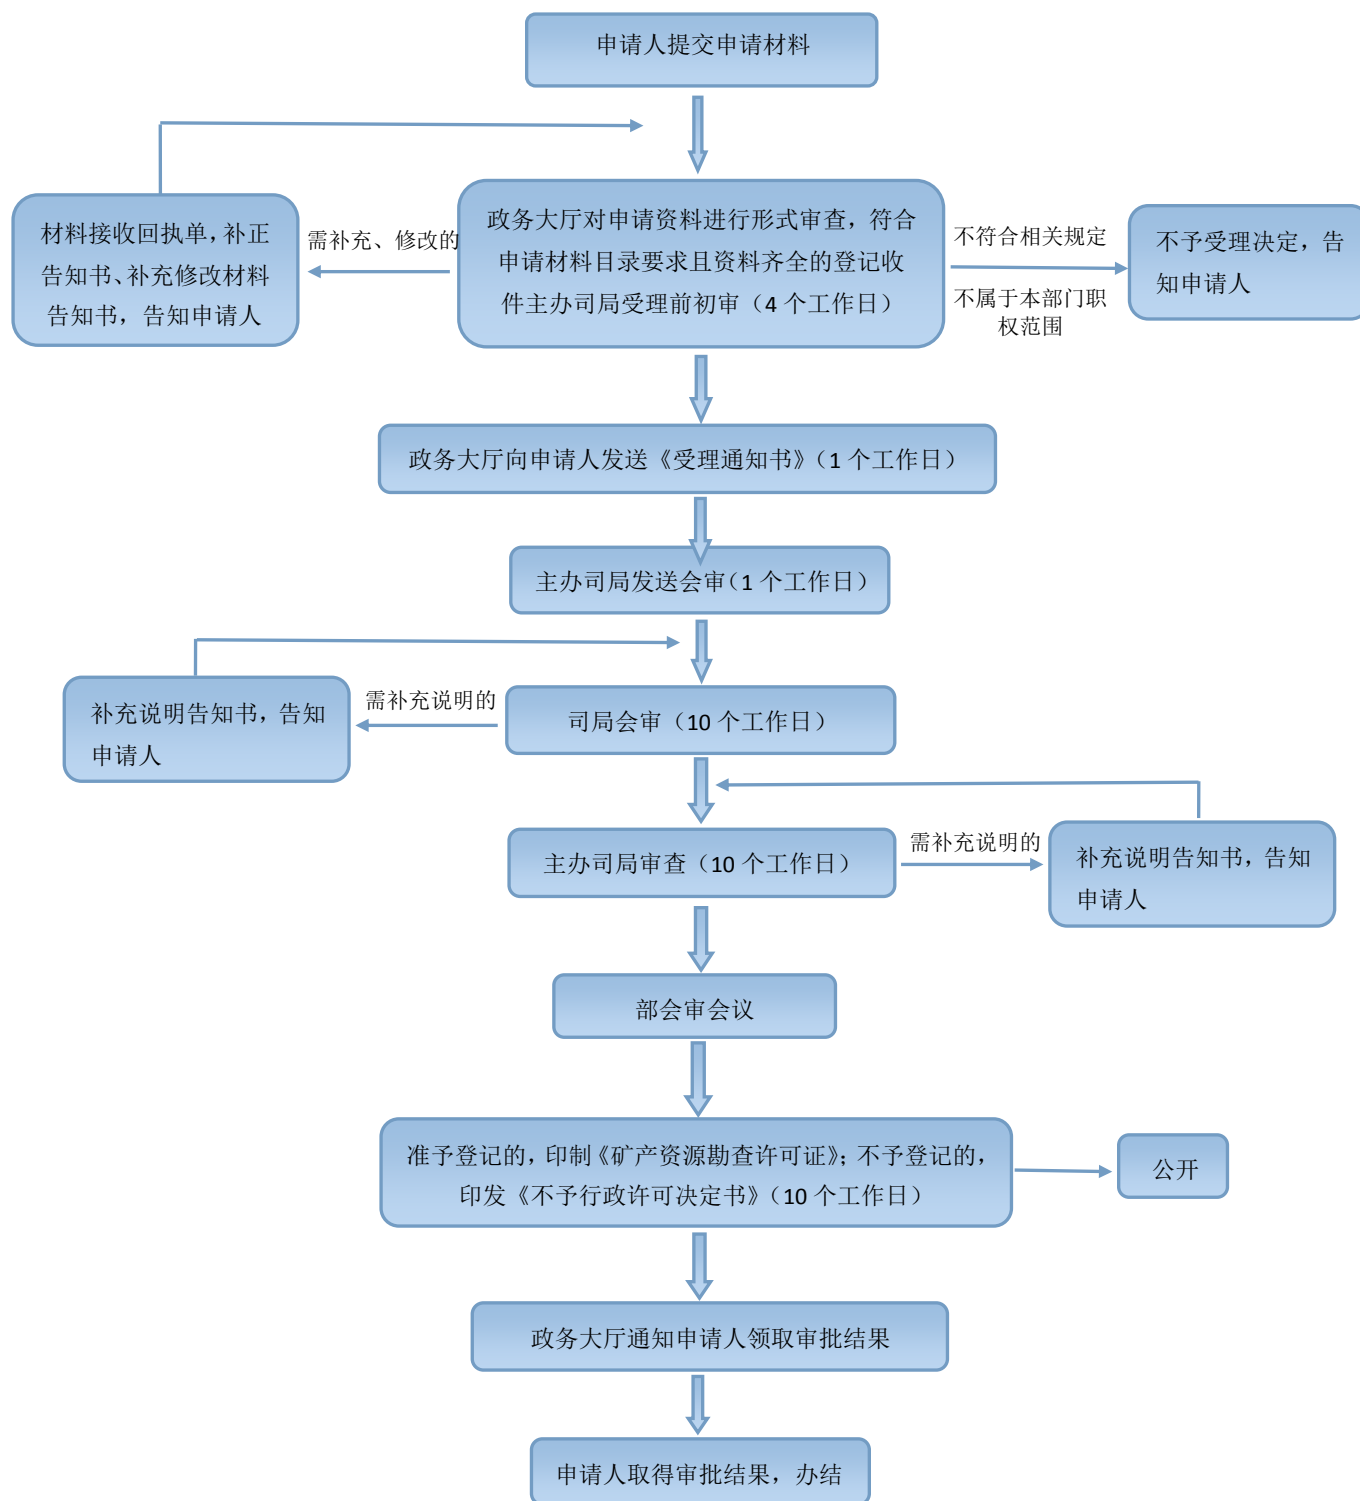 申请人提交申请材料
材料接收回执单，补正
告知书、补充修改材料
告知书，告知申请人
需补充、修改的
政务大厅对申请资料进行形式审查，符合
申请材料目录要求且资料齐全的登记收
件主办司局受理前初审（4 个工作日）
不符合相关规定
不属于本部门职
权范围
不予受理决定，告
知申请人
政务大厅向申请人发送《受理通知书》（1 个工作日）
主办司局发送会审（1 个工作日）
补充说明告知书，告知
申请人
需补充说明的
司局会审（10 个工作日）
主办司局审查（10 个工作日）
需补充说明的
补充说明告知书，告知
申请人
部会审会议
准予登记的，印制《矿产资源勘查许可证》；不予登记的，
印发《不予行政许可决定书》（10 个工作日）
公开
政务大厅通知申请人领取审批结果
申请人取得审批结果，办结